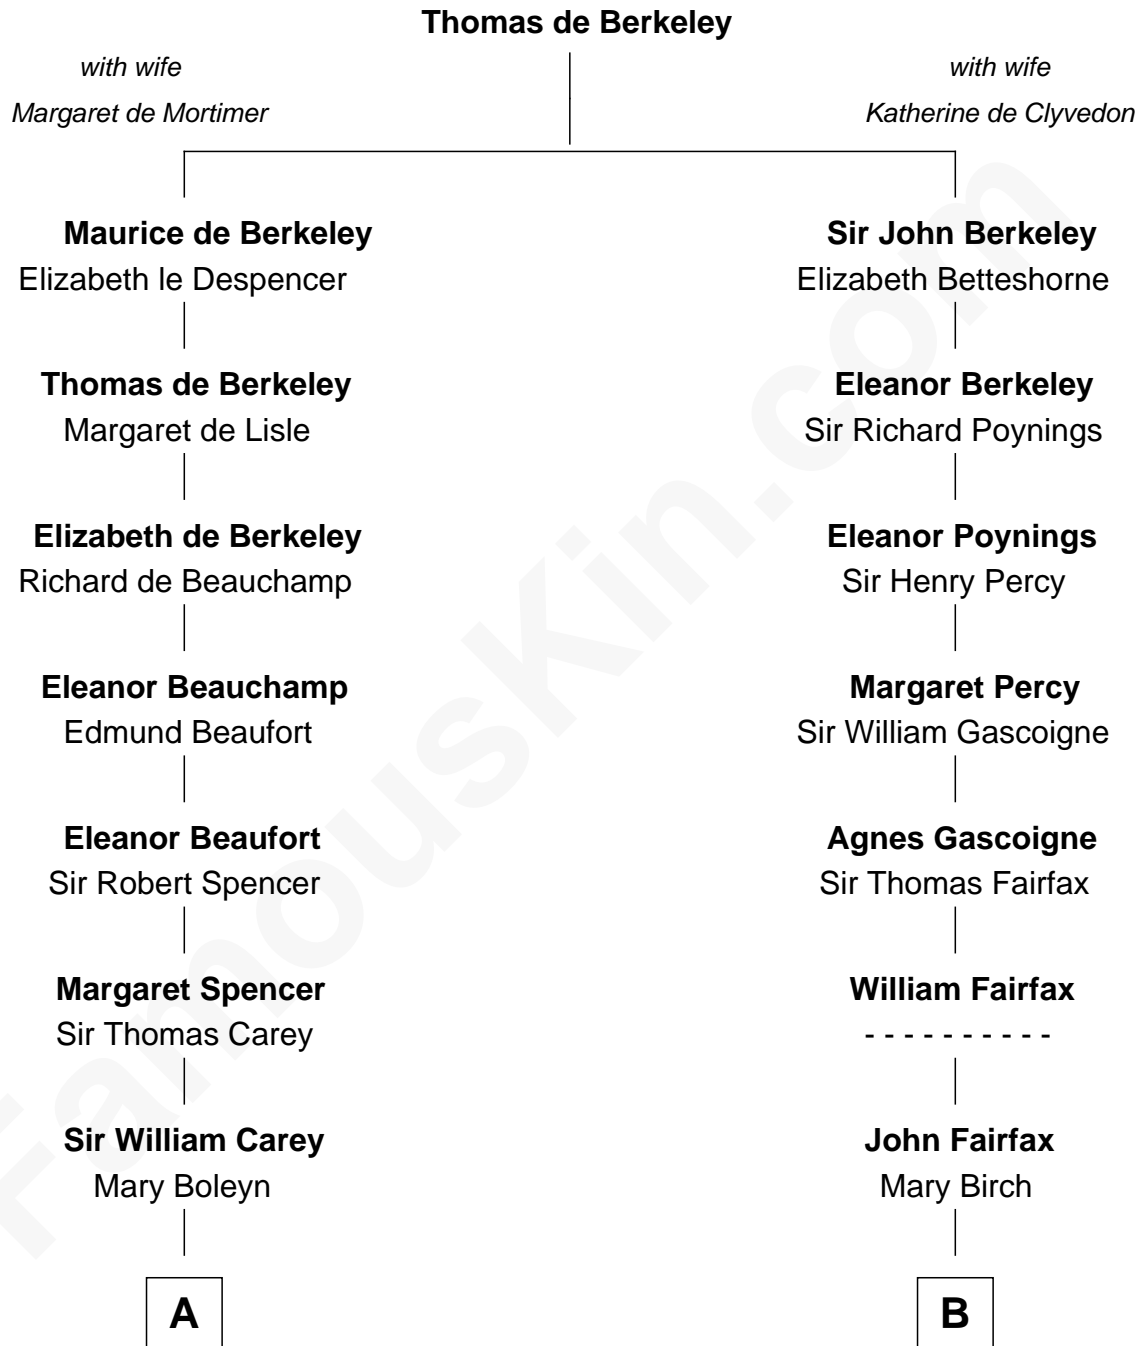 Thomas de Berkeley
with wife
Margaret de Mortimer
with wife
Katherine de Clyvedon
Maurice de Berkeley
Elizabeth le Despencer
Thomas de Berkeley
Margaret de Lisle
Elizabeth de Berkeley
Richard de Beauchamp
Eleanor Beauchamp
Edmund Beaufort
Eleanor Beaufort
Sir Robert Spencer
Margaret Spencer
Sir Thomas Carey
Sir William Carey
Mary Boleyn
A
Sir John Berkeley
Elizabeth Betteshorne
Eleanor Berkeley
Sir Richard Poynings
Eleanor Poynings
Sir Henry Percy
Margaret Percy
Sir William Gascoigne
Agnes Gascoigne
Sir Thomas Fairfax
William Fairfax
- - - - - - - - - -
John Fairfax
Mary Birch
B
FamousKin.com